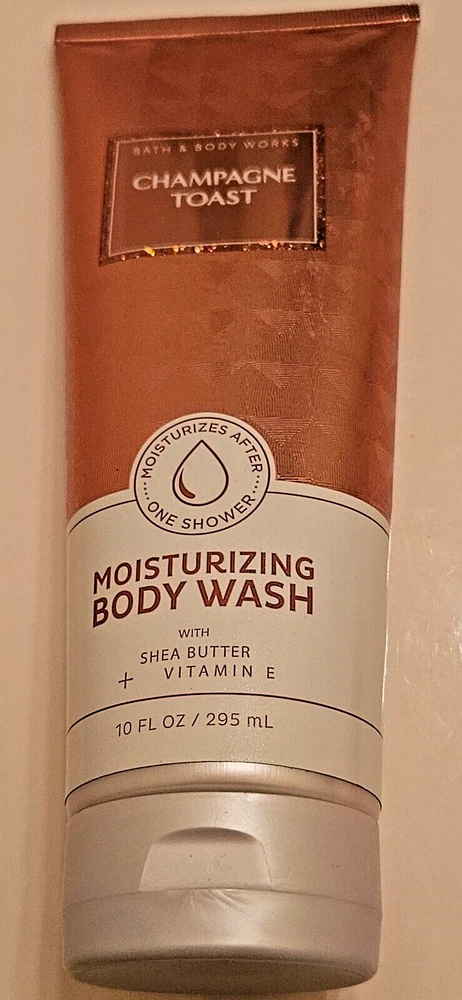 BATH & BODY WORKS
CHAMPAGNE
TOAST
MOISTURIZES AFTER
ONE SHOWER
MOISTURIZING
BODY WASH
WITH
SHEA BUTTER
+ VITAMIN E
10 FL OZ / 295 mL